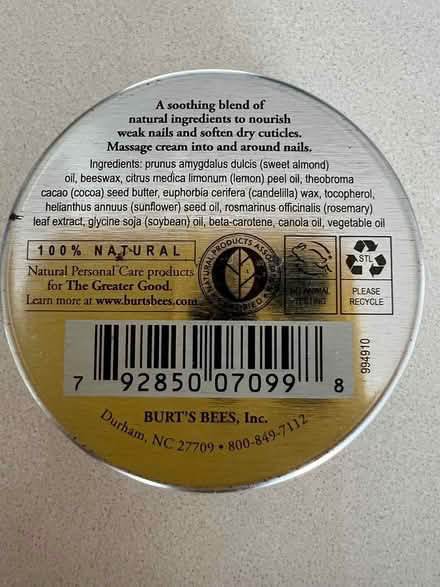 A soothing blend of
natural ingredients to nourish
weak nails and soften dry cuticles.
Massage cream into and around nails.
Ingredients: prunus amygdalus dulcis (sweet almond)
oil, beeswax, citrus medica limonum (lemon) peel oil, theobroma
cacao (cocoa) seed butter, euphorbia cerifera (candelilla) wax, tocopherol,
helianthus annuus (sunflower) seed oil, rosmarinus officinalis (rosemary)
leaf extract, glycine soja (soybean) oil, beta-carotene, canola oil, vegetable oil
100% NATURAL
Natural Personal Care products
for The Greater Good.
Learn more at www.burtsbees.com
NATURAL PRODUCTS ASSOC
CERTIFIED
NO ANIMAL
TESTING
STL
PLEASE
RECYCLE
994910
7 92850 07099 8
BURT'S BEES, Inc.
Durham, NC 27709 • 800-849-7112